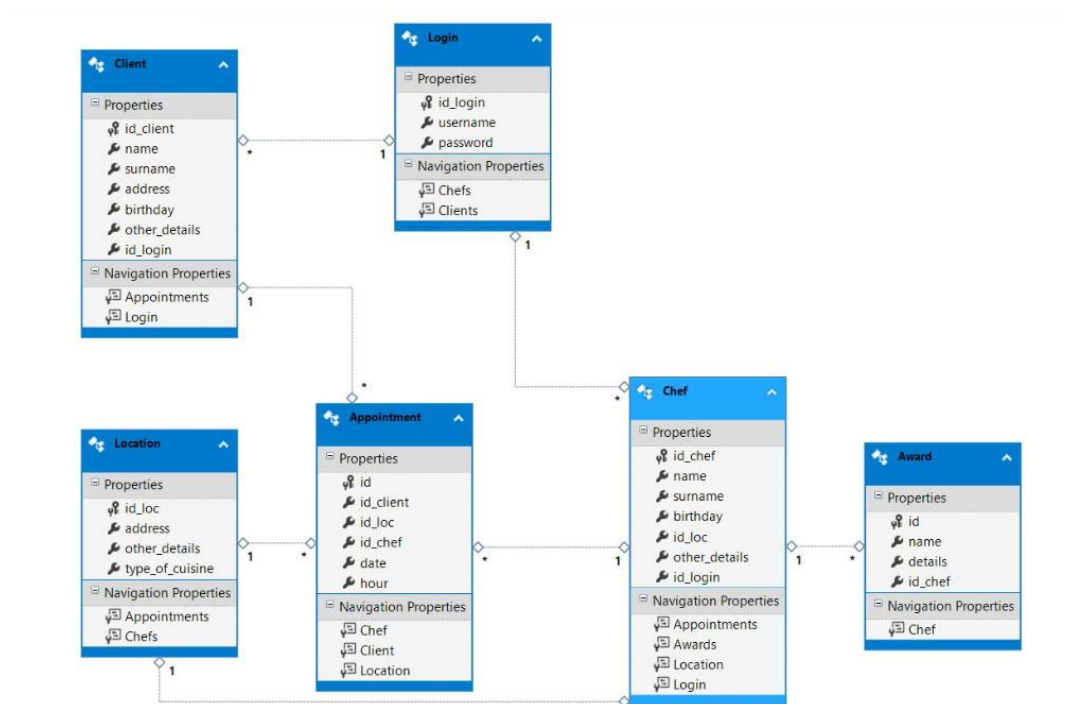 Client
Properties
id_client
name
surname
address
birthday
other_details
id_login
Navigation Properties
Appointments
Login
Login
Properties
id_login
username
password
Navigation Properties
Chefs
Clients
*
1
1
1
*
*
Location
Properties
id_loc
address
other_details
type_of_cuisine
Navigation Properties
Appointments
Chefs
Appointment
Properties
id
id_client
id_loc
id_chef
date
hour
Navigation Properties
Chef
Client
Location
Chef
Properties
id_chef
name
surname
birthday
id_loc
other_details
id_login
Navigation Properties
Appointments
Awards
Location
Login
Award
Properties
id
name
details
id_chef
Navigation Properties
Chef
1
*
*
1
1
*
1